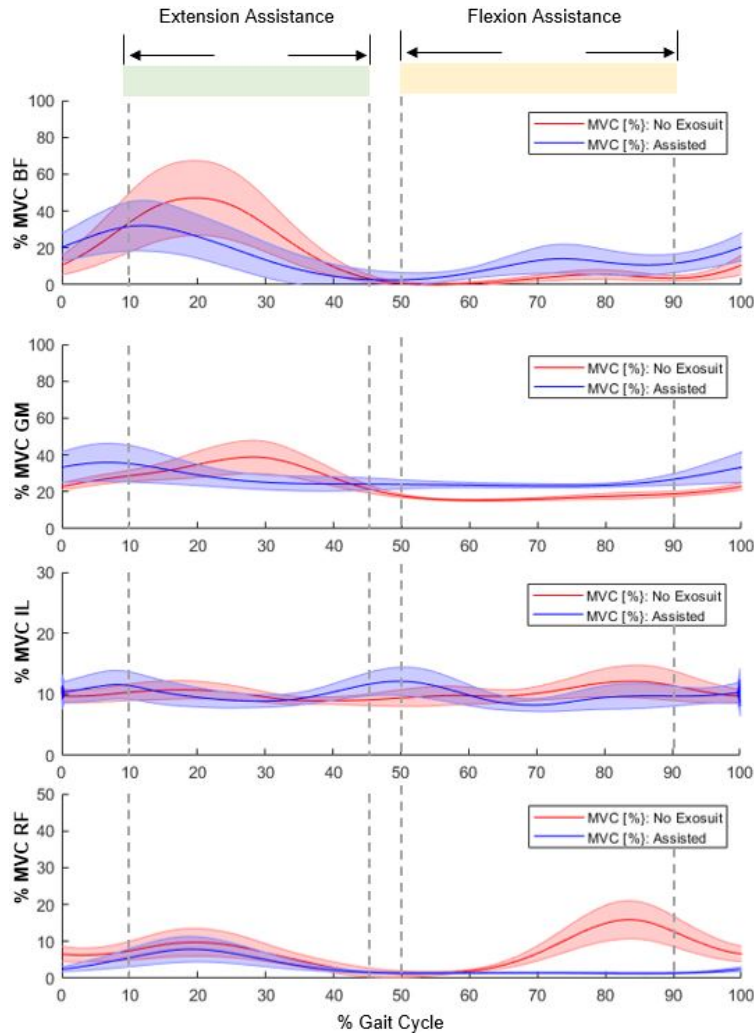 Extension Assistance
Flexion Assistance
% MVC BF
100
80
60
40
20
0
MVC [%}: No Exosuit
MVC [%}: Assisted
0 10 20 30 40 50 60 70 80 90 100
% MVC GM
100
80
60
40
20
0
MVC [%}: No Exosuit
MVC [%}: Assisted
0 10 20 30 40 50 60 70 80 90 100
% MVC IL
30
20
10
0
MVC [%}: No Exosuit
MVC [%}: Assisted
0 10 20 30 40 50 60 70 80 90 100
% MVC RF
50
40
30
20
10
0
MVC [%}: No Exosuit
MVC [%}: Assisted
0 10 20 30 40 50 60 70 80 90 100
% Gait Cycle